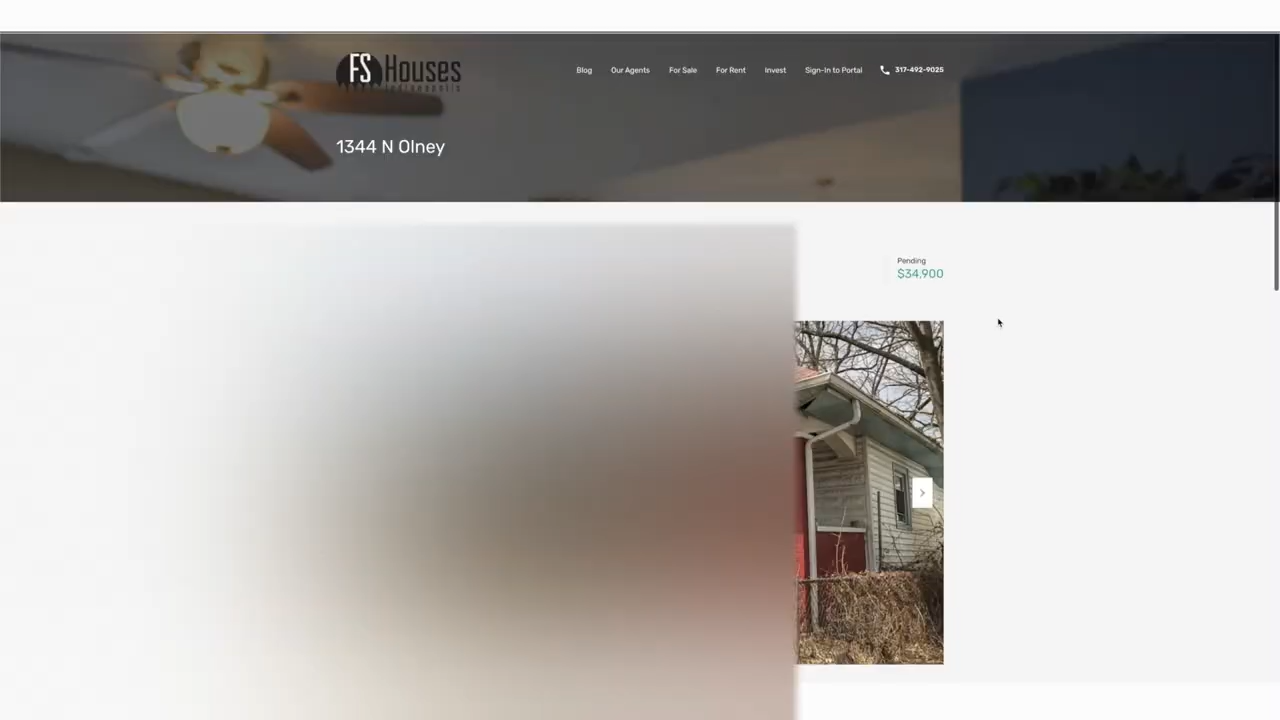 FS Houses
Indianapolis
Blog Our Agents For Sale For Rent Invest Sign-In to Portal 317-492-9025
1344 N Olney
Pending
$34,900